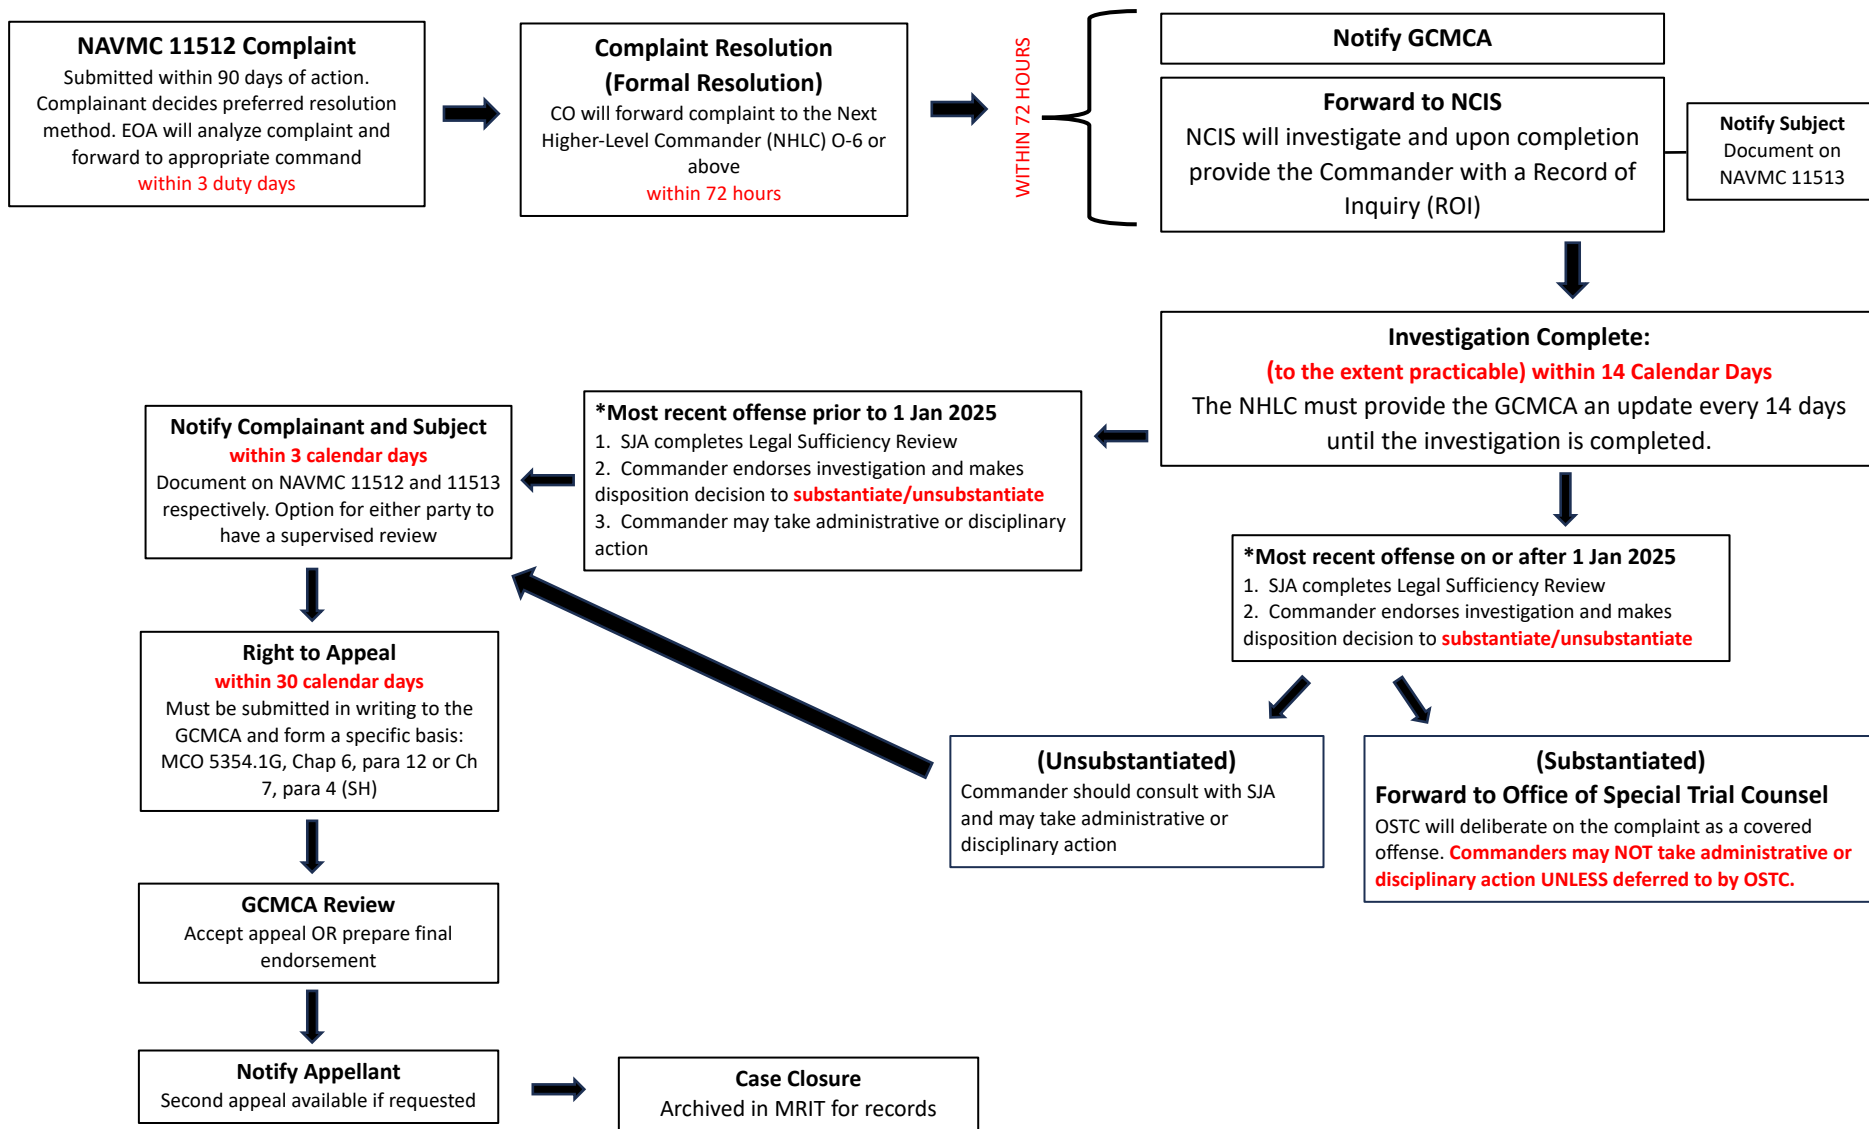 NAVMC 11512 Complaint
Submitted within 90 days of action.
Complainant decides preferred resolution
method. EOA will analyze complaint and
forward to appropriate command
within 3 duty days
Complaint Resolution
(Formal Resolution)
CO will forward complaint to the Next
Higher-Level Commander (NHLC) O-6 or
above
within 72 hours
WITHIN 72 HOURS
Notify GCMCA
Forward to NCIS
NCIS will investigate and upon completion
provide the Commander with a Record of
Inquiry (ROI)
Notify Subject
Document on
NAVMC 11513
Investigation Complete:
(to the extent practicable) within 14 Calendar Days
The NHLC must provide the GCMCA an update every 14 days
until the investigation is completed.
*Most recent offense prior to 1 Jan 2025
1. SJA completes Legal Sufficiency Review
2. Commander endorses investigation and makes
disposition decision to substantiate/unsubstantiate
3. Commander may take administrative or disciplinary
action
Notify Complainant and Subject
within 3 calendar days
Document on NAVMC 11512 and 11513
respectively. Option for either party to
have a supervised review
*Most recent offense on or after 1 Jan 2025
1. SJA completes Legal Sufficiency Review
2. Commander endorses investigation and makes
disposition decision to substantiate/unsubstantiate
(Unsubstantiated)
Commander should consult with SJA
and may take administrative or
disciplinary action
(Substantiated)
Forward to Office of Special Trial Counsel
OSTC will deliberate on the complaint as a covered
offense. Commanders may NOT take administrative or
disciplinary action UNLESS deferred to by OSTC.
Right to Appeal
within 30 calendar days
Must be submitted in writing to the
GCMCA and form a specific basis:
MCO 5354.1G, Chap 6, para 12 or Ch
7, para 4 (SH)
GCMCA Review
Accept appeal OR prepare final
endorsement
Notify Appellant
Second appeal available if requested
Case Closure
Archived in MRIT for records